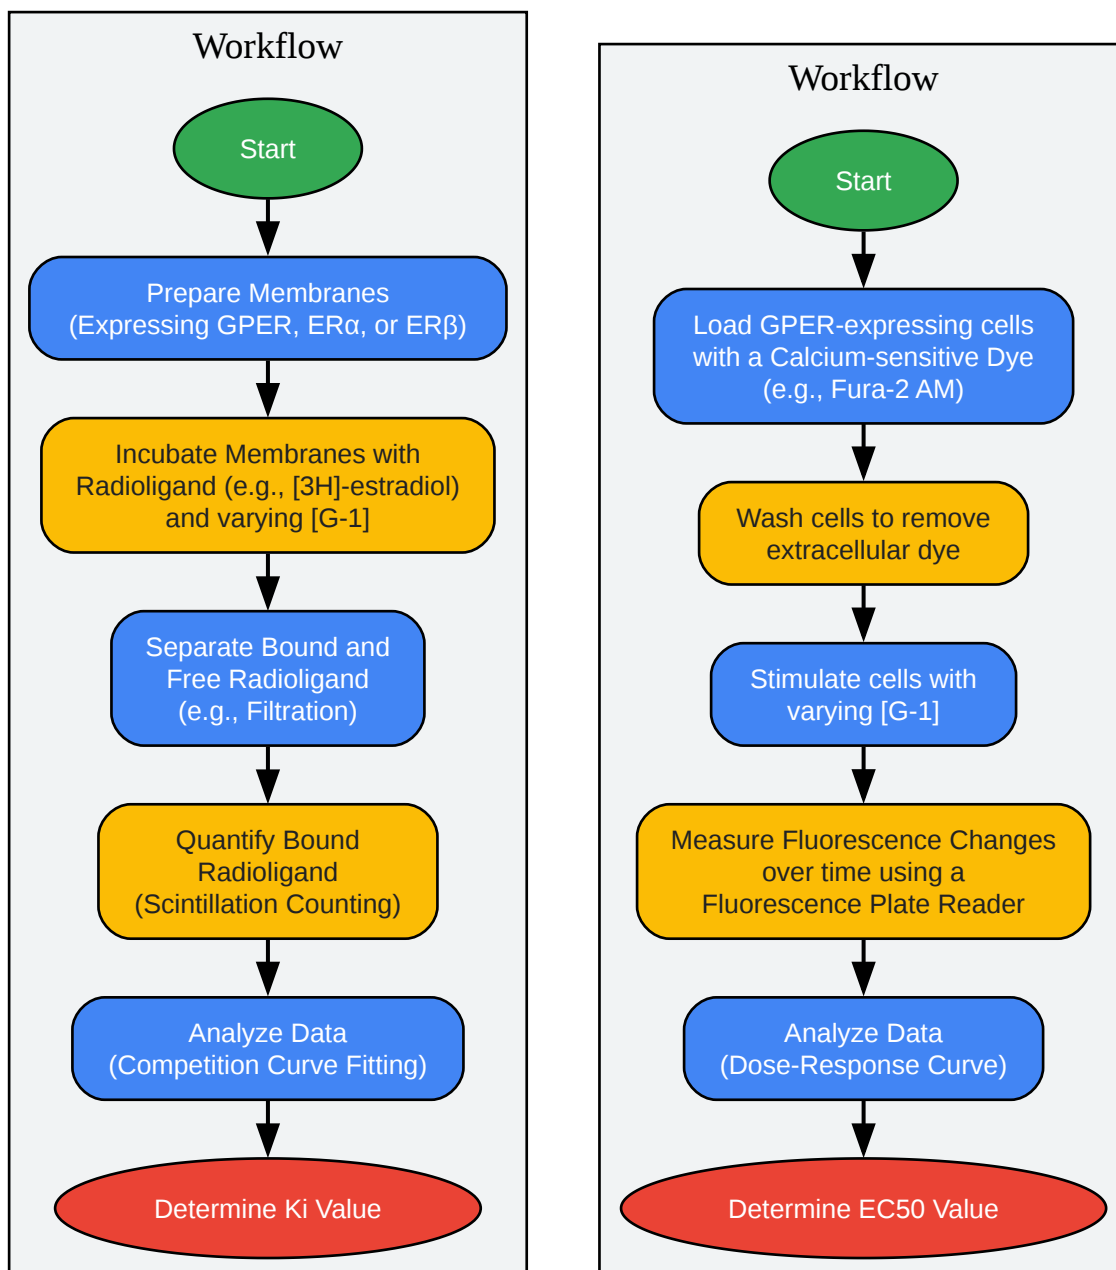 Workflow
Start
Prepare Membranes
(Expressing GPER, ERα, or ERβ)
Incubate Membranes with
Radioligand (e.g., [3H]-estradiol)
and varying [G-1]
Separate Bound and
Free Radioligand
(e.g., Filtration)
Quantify Bound
Radioligand
(Scintillation Counting)
Analyze Data
(Competition Curve Fitting)
Determine Ki Value
Workflow
Start
Load GPER-expressing cells
with a Calcium-sensitive Dye
(e.g., Fura-2 AM)
Wash cells to remove
extracellular dye
Stimulate cells with
varying [G-1]
Measure Fluorescence Changes
over time using a
Fluorescence Plate Reader
Analyze Data
(Dose-Response Curve)
Determine EC50 Value